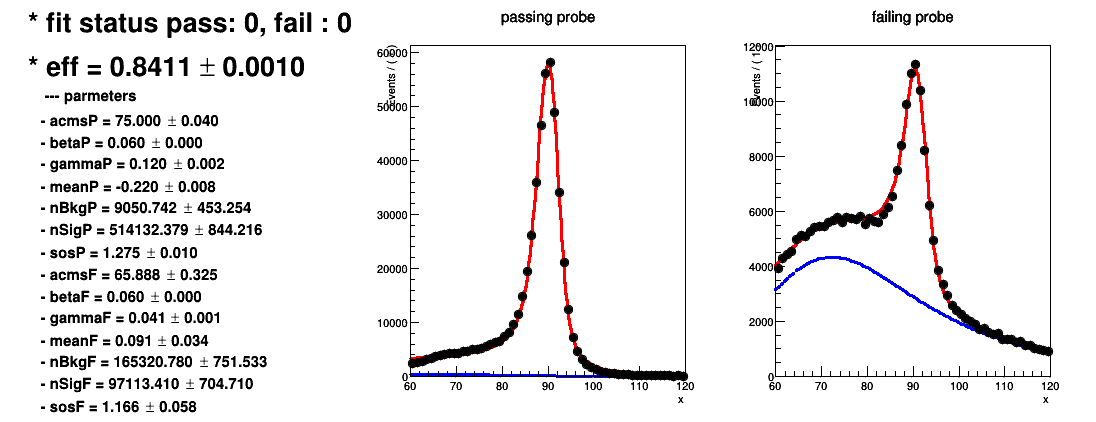 * fit status pass: 0, fail : 0
* eff = 0.8411 ± 0.0010
--- parmeters
- acmsP = 75.000 ± 0.040
- betaP = 0.060 ± 0.000
- gammaP = 0.120 ± 0.002
- meanP = -0.220 ± 0.008
- nBkgP = 9050.742 ± 453.254
- nSigP = 514132.379 ± 844.216
- sosP = 1.275 ± 0.010
- acmsF = 65.888 ± 0.325
- betaF = 0.060 ± 0.000
- gammaF = 0.041 ± 0.001
- meanF = 0.091 ± 0.034
- nBkgF = 165320.780 ± 751.533
- nSigF = 97113.410 ± 704.710
- sosF = 1.166 ± 0.058
passing probe
Events / (
60000
50000
40000
30000
20000
10000
0
60 70 80 90 100 110 120
x
failing probe
Events / (
12000
10000
8000
6000
4000
2000
0
60 70 80 90 100 110 120
x